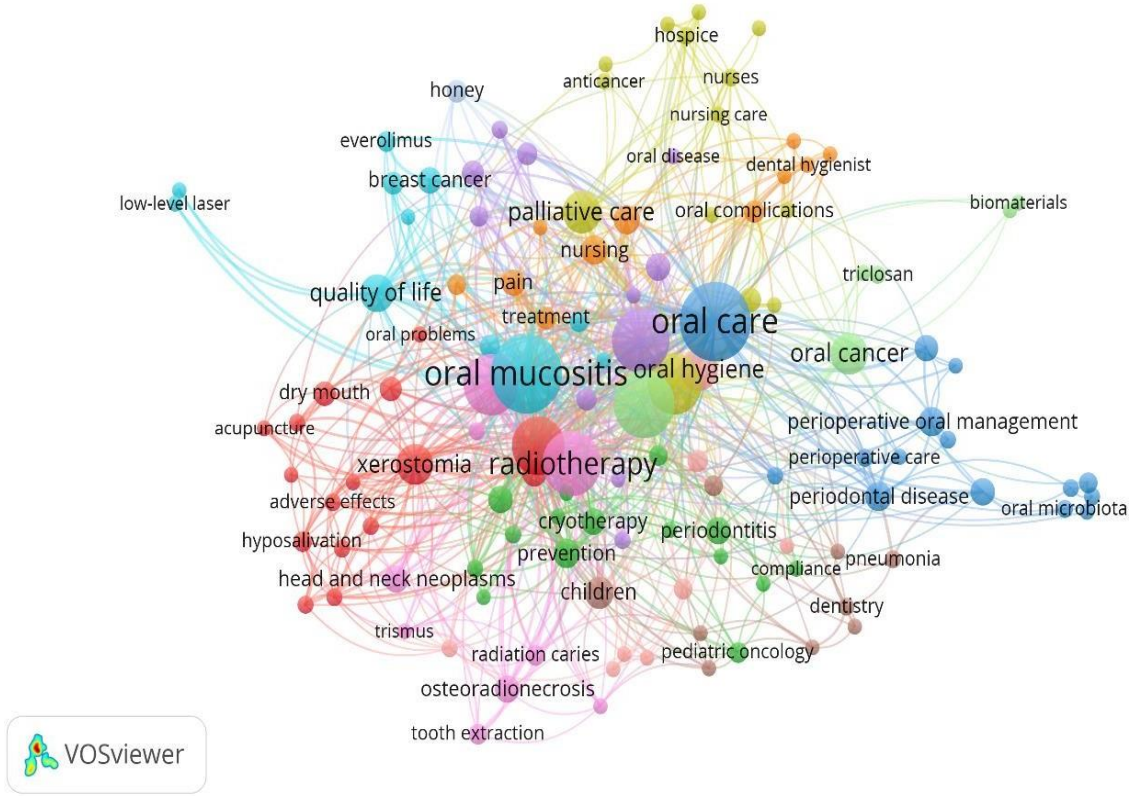 hospice
anticancer
nurses
honey
nursing care
everolimus
oral disease
dental hygienist
breast cancer
low-level laser
palliative care
oral complications
biomaterials
nursing
triclosan
quality of life
pain
treatment
oral care
oral problems
oral cancer
oral mucositis
oral hygiene
dry mouth
acupuncture
perioperative oral management
xerostomia
radiotherapy
perioperative care
periodontal disease
adverse effects
oral microbiota
cryotherapy
periodontitis
hyposalivation
prevention
pneumonia
head and neck neoplasms
compliance
children
dentistry
trismus
radiation caries
pediatric oncology
osteoradionecrosis
tooth extraction
VOSviewer